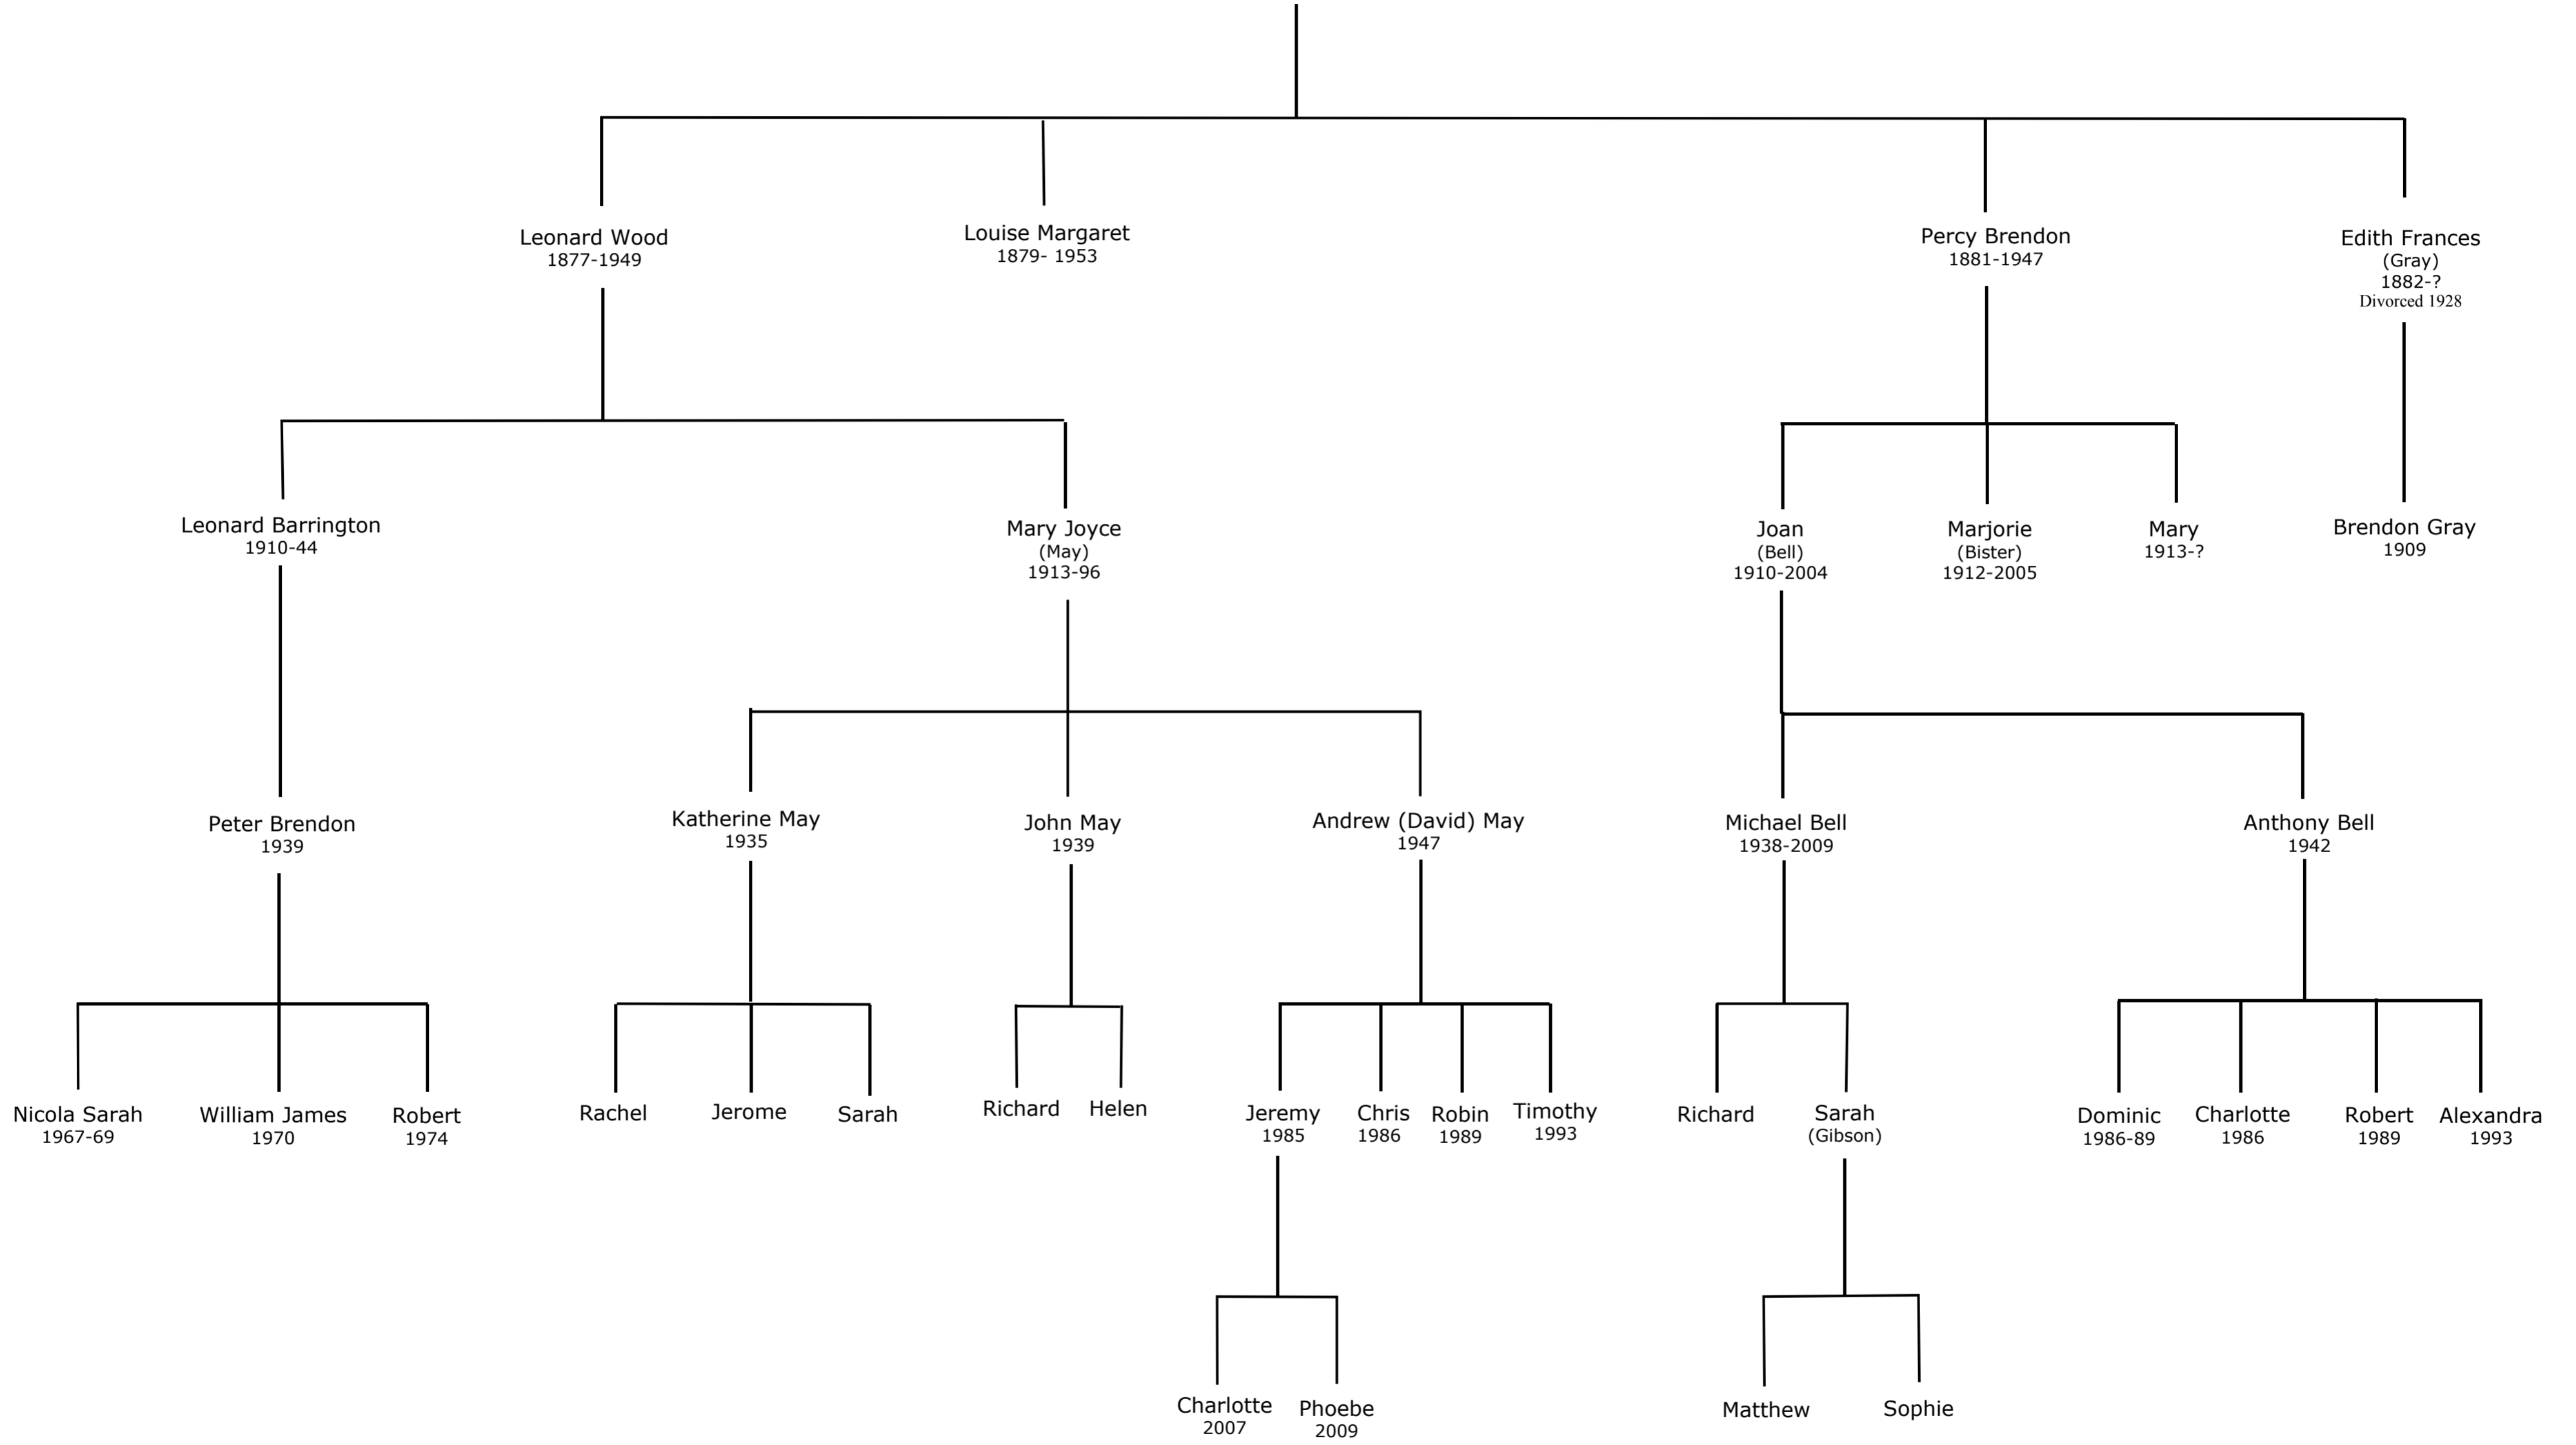 Leonard Wood
1877-1949
Louise Margaret
1879- 1953
Percy Brendon
1881-1947
Edith Frances
(Gray)
1882-?
Divorced 1928
Leonard Barrington
1910-44
Mary Joyce
(May)
1913-96
Joan
(Bell)
1910-2004
Marjorie
(Bister)
1912-2005
Mary
1913-?
Brendon Gray
1909
Peter Brendon
1939
Katherine May
1935
John May
1939
Andrew (David) May
1947
Michael Bell
1938-2009
Anthony Bell
1942
Nicola Sarah
1967-69
William James
1970
Robert
1974
Rachel
Jerome
Sarah
Richard
Helen
Jeremy
1985
Chris
1986
Robin
1989
Timothy
1993
Richard
Sarah
(Gibson)
Dominic
1986-89
Charlotte
1986
Robert
1989
Alexandra
1993
Charlotte
2007
Phoebe
2009
Matthew
Sophie